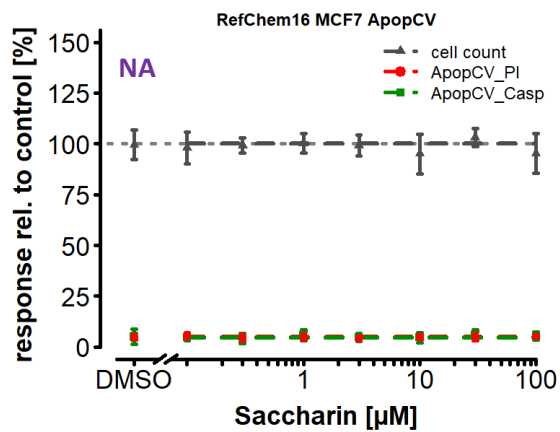 RefChem16 MCF7 ApopCV
response rel. to control [%]
150
125
100
75
50
25
0
NA
cell count
ApopCV_PI
ApopCV_Casp
DMSO
1
10
100
Saccharin [µM]